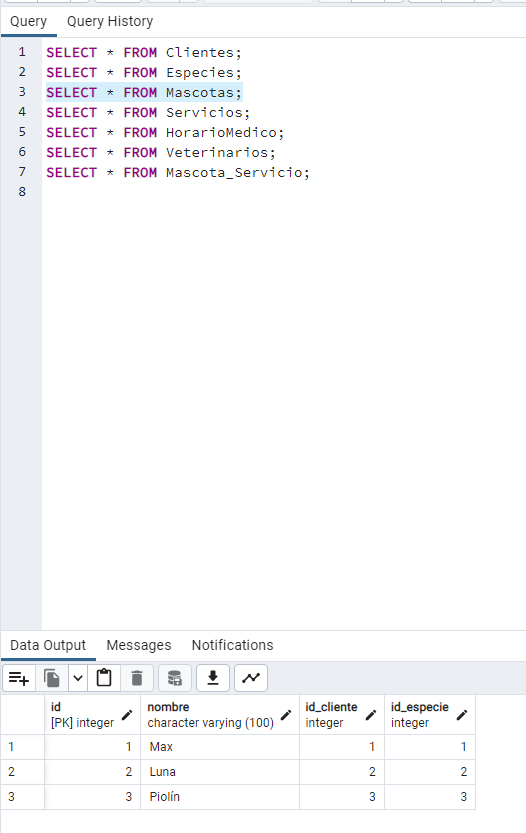 Query Query History
1 SELECT * FROM Clientes;
2 SELECT * FROM Especies;
3 SELECT * FROM Mascotas;
4 SELECT * FROM Servicios;
5 SELECT * FROM HorarioMedico;
6 SELECT * FROM Veterinarios;
7 SELECT * FROM Mascota_Servicio;
8
Data Output Messages Notifications
id nombre id_cliente id_especie
[PK] integer character varying (100) integer integer
1 1 Max 1 1
2 2 Luna 2 2
3 3 Piolín 3 3